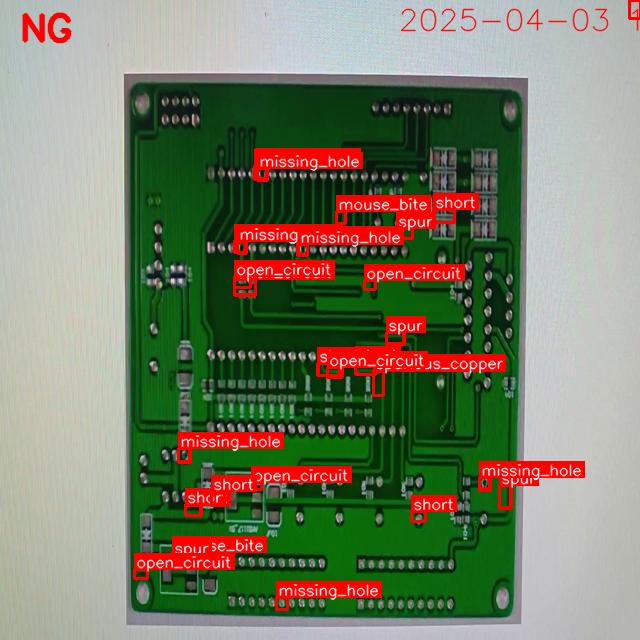 NG
2025-04-03
missing_hole
mouse_bite
short
spur
missing
missing_hole
open_circuit
open_circuit
spur
open_circuit
us_copper
missing_hole
open_circuit
short
missing_hole
spur
short
short
spur
se_bite
open_circuit
missing_hole